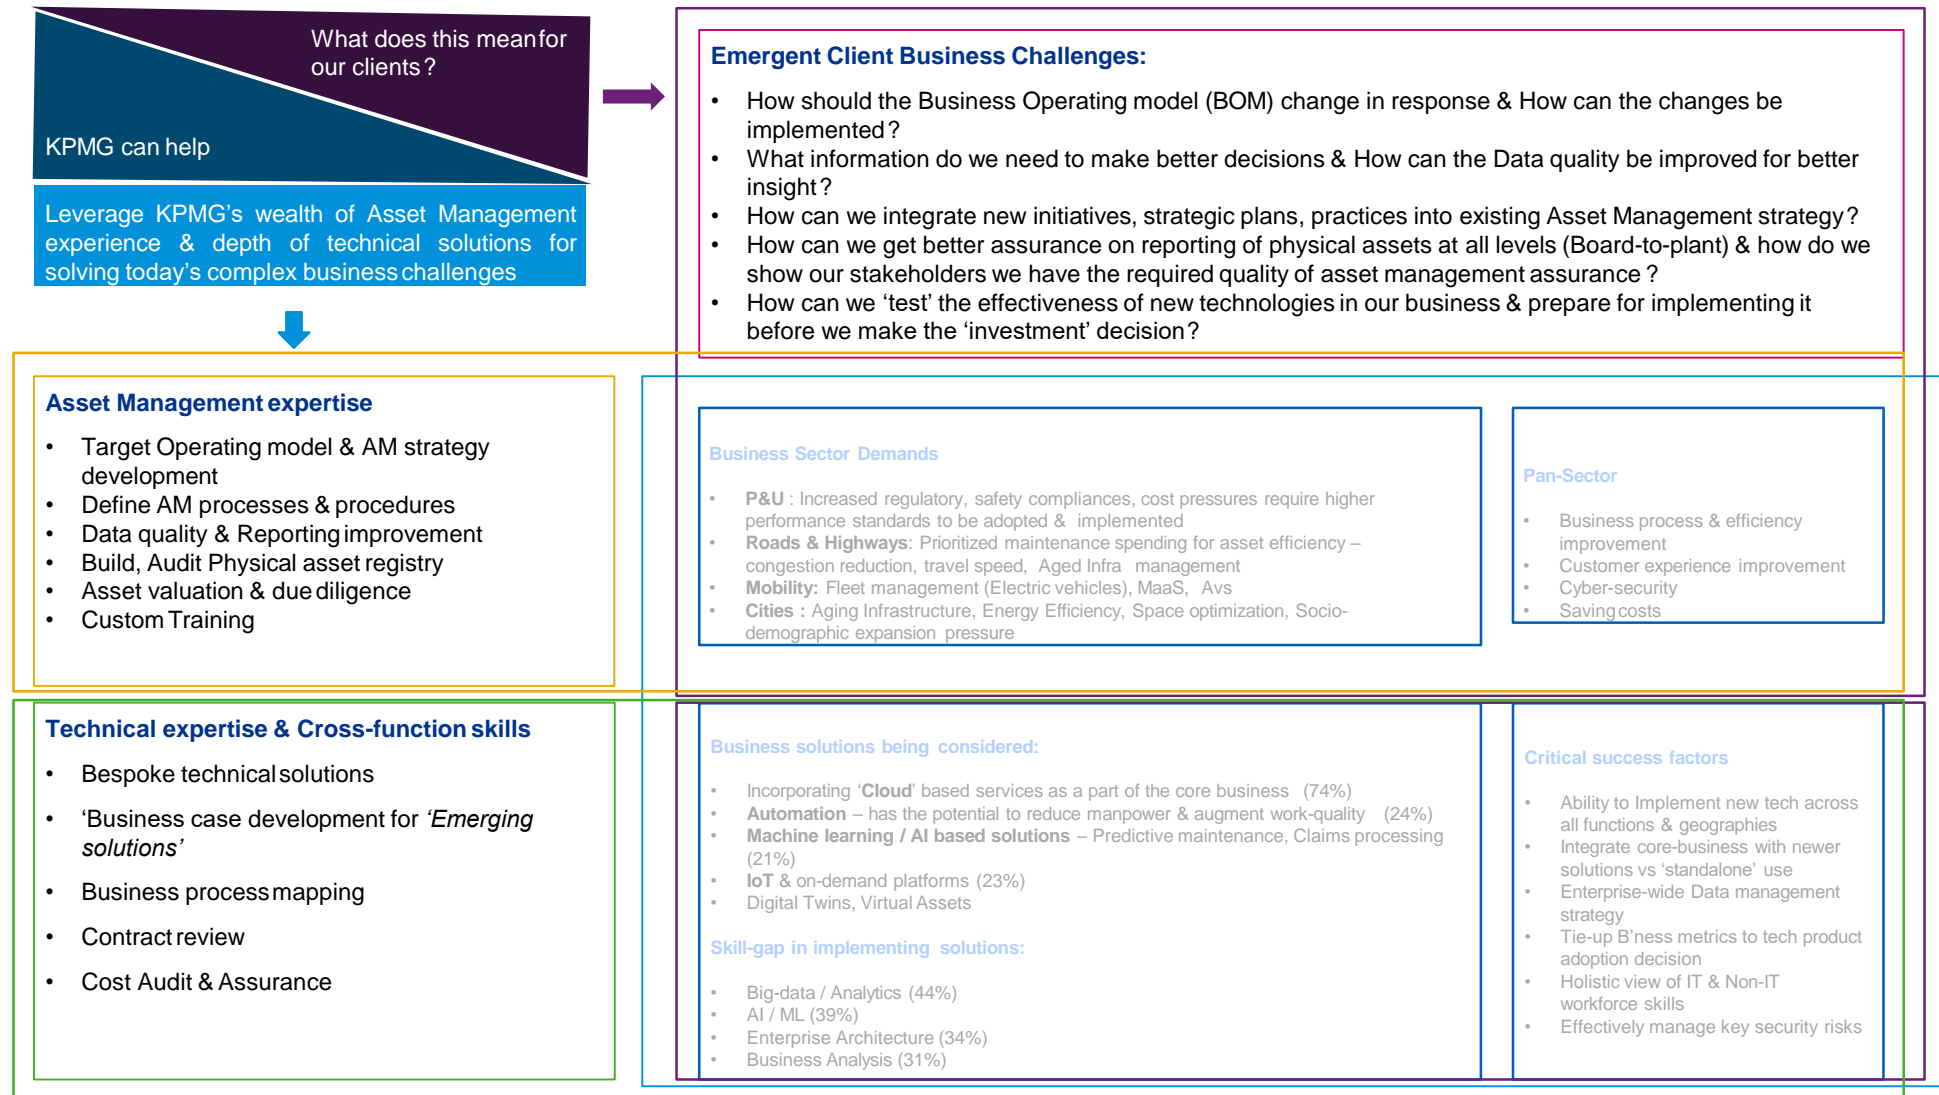 What does this mean for
our clients?
KPMG can help
Leverage KPMG’s wealth of Asset Management
experience & depth of technical solutions for
solving today’s complex business challenges
Emergent Client Business Challenges:
• How should the Business Operating model (BOM) change in response & How can the changes be
implemented?
• What information do we need to make better decisions & How can the Data quality be improved for better
insight?
• How can we integrate new initiatives, strategic plans, practices into existing Asset Management strategy?
• How can we get better assurance on reporting of physical assets at all levels (Board-to-plant) & how do we
show our stakeholders we have the required quality of asset management assurance?
• How can we ‘test’ the effectiveness of new technologies in our business & prepare for implementing it
before we make the ‘investment’ decision?
Asset Management expertise
• Target Operating model & AM strategy
development
• Define AM processes & procedures
• Data quality & Reporting improvement
• Build, Audit Physical asset registry
• Asset valuation & due diligence
• Custom Training
Business Sector Demands
• P&U : Increased regulatory, safety compliances, cost pressures require higher
performance standards to be adopted & implemented
• Roads & Highways: Prioritized maintenance spending for asset efficiency –
congestion reduction, travel speed, Aged Infra management
• Mobility: Fleet management (Electric vehicles), MaaS, Avs
• Cities : Aging Infrastructure, Energy Efficiency, Space optimization, Socio-
demographic expansion pressure
Pan-Sector
• Business process & efficiency
improvement
• Customer experience improvement
• Cyber-security
• Saving costs
Technical expertise & Cross-function skills
• Bespoke technical solutions
• ‘Business case development for ‘Emerging
solutions’
• Business process mapping
• Contract review
• Cost Audit & Assurance
Business solutions being considered:
• Incorporating ‘Cloud’ based services as a part of the core business (74%)
• Automation – has the potential to reduce manpower & augment work-quality (24%)
• Machine learning / AI based solutions – Predictive maintenance, Claims processing
(21%)
• IoT & on-demand platforms (23%)
• Digital Twins, Virtual Assets
Skill-gap in implementing solutions:
• Big-data / Analytics (44%)
• AI / ML (39%)
• Enterprise Architecture (34%)
• Business Analysis (31%)
Critical success factors
• Ability to Implement new tech across
all functions & geographies
• Integrate core-business with newer
solutions vs ‘standalone’ use
• Enterprise-wide Data management
strategy
• Tie-up B’ness metrics to tech product
adoption decision
• Holistic view of IT & Non-IT
workforce skills
• Effectively manage key security risks